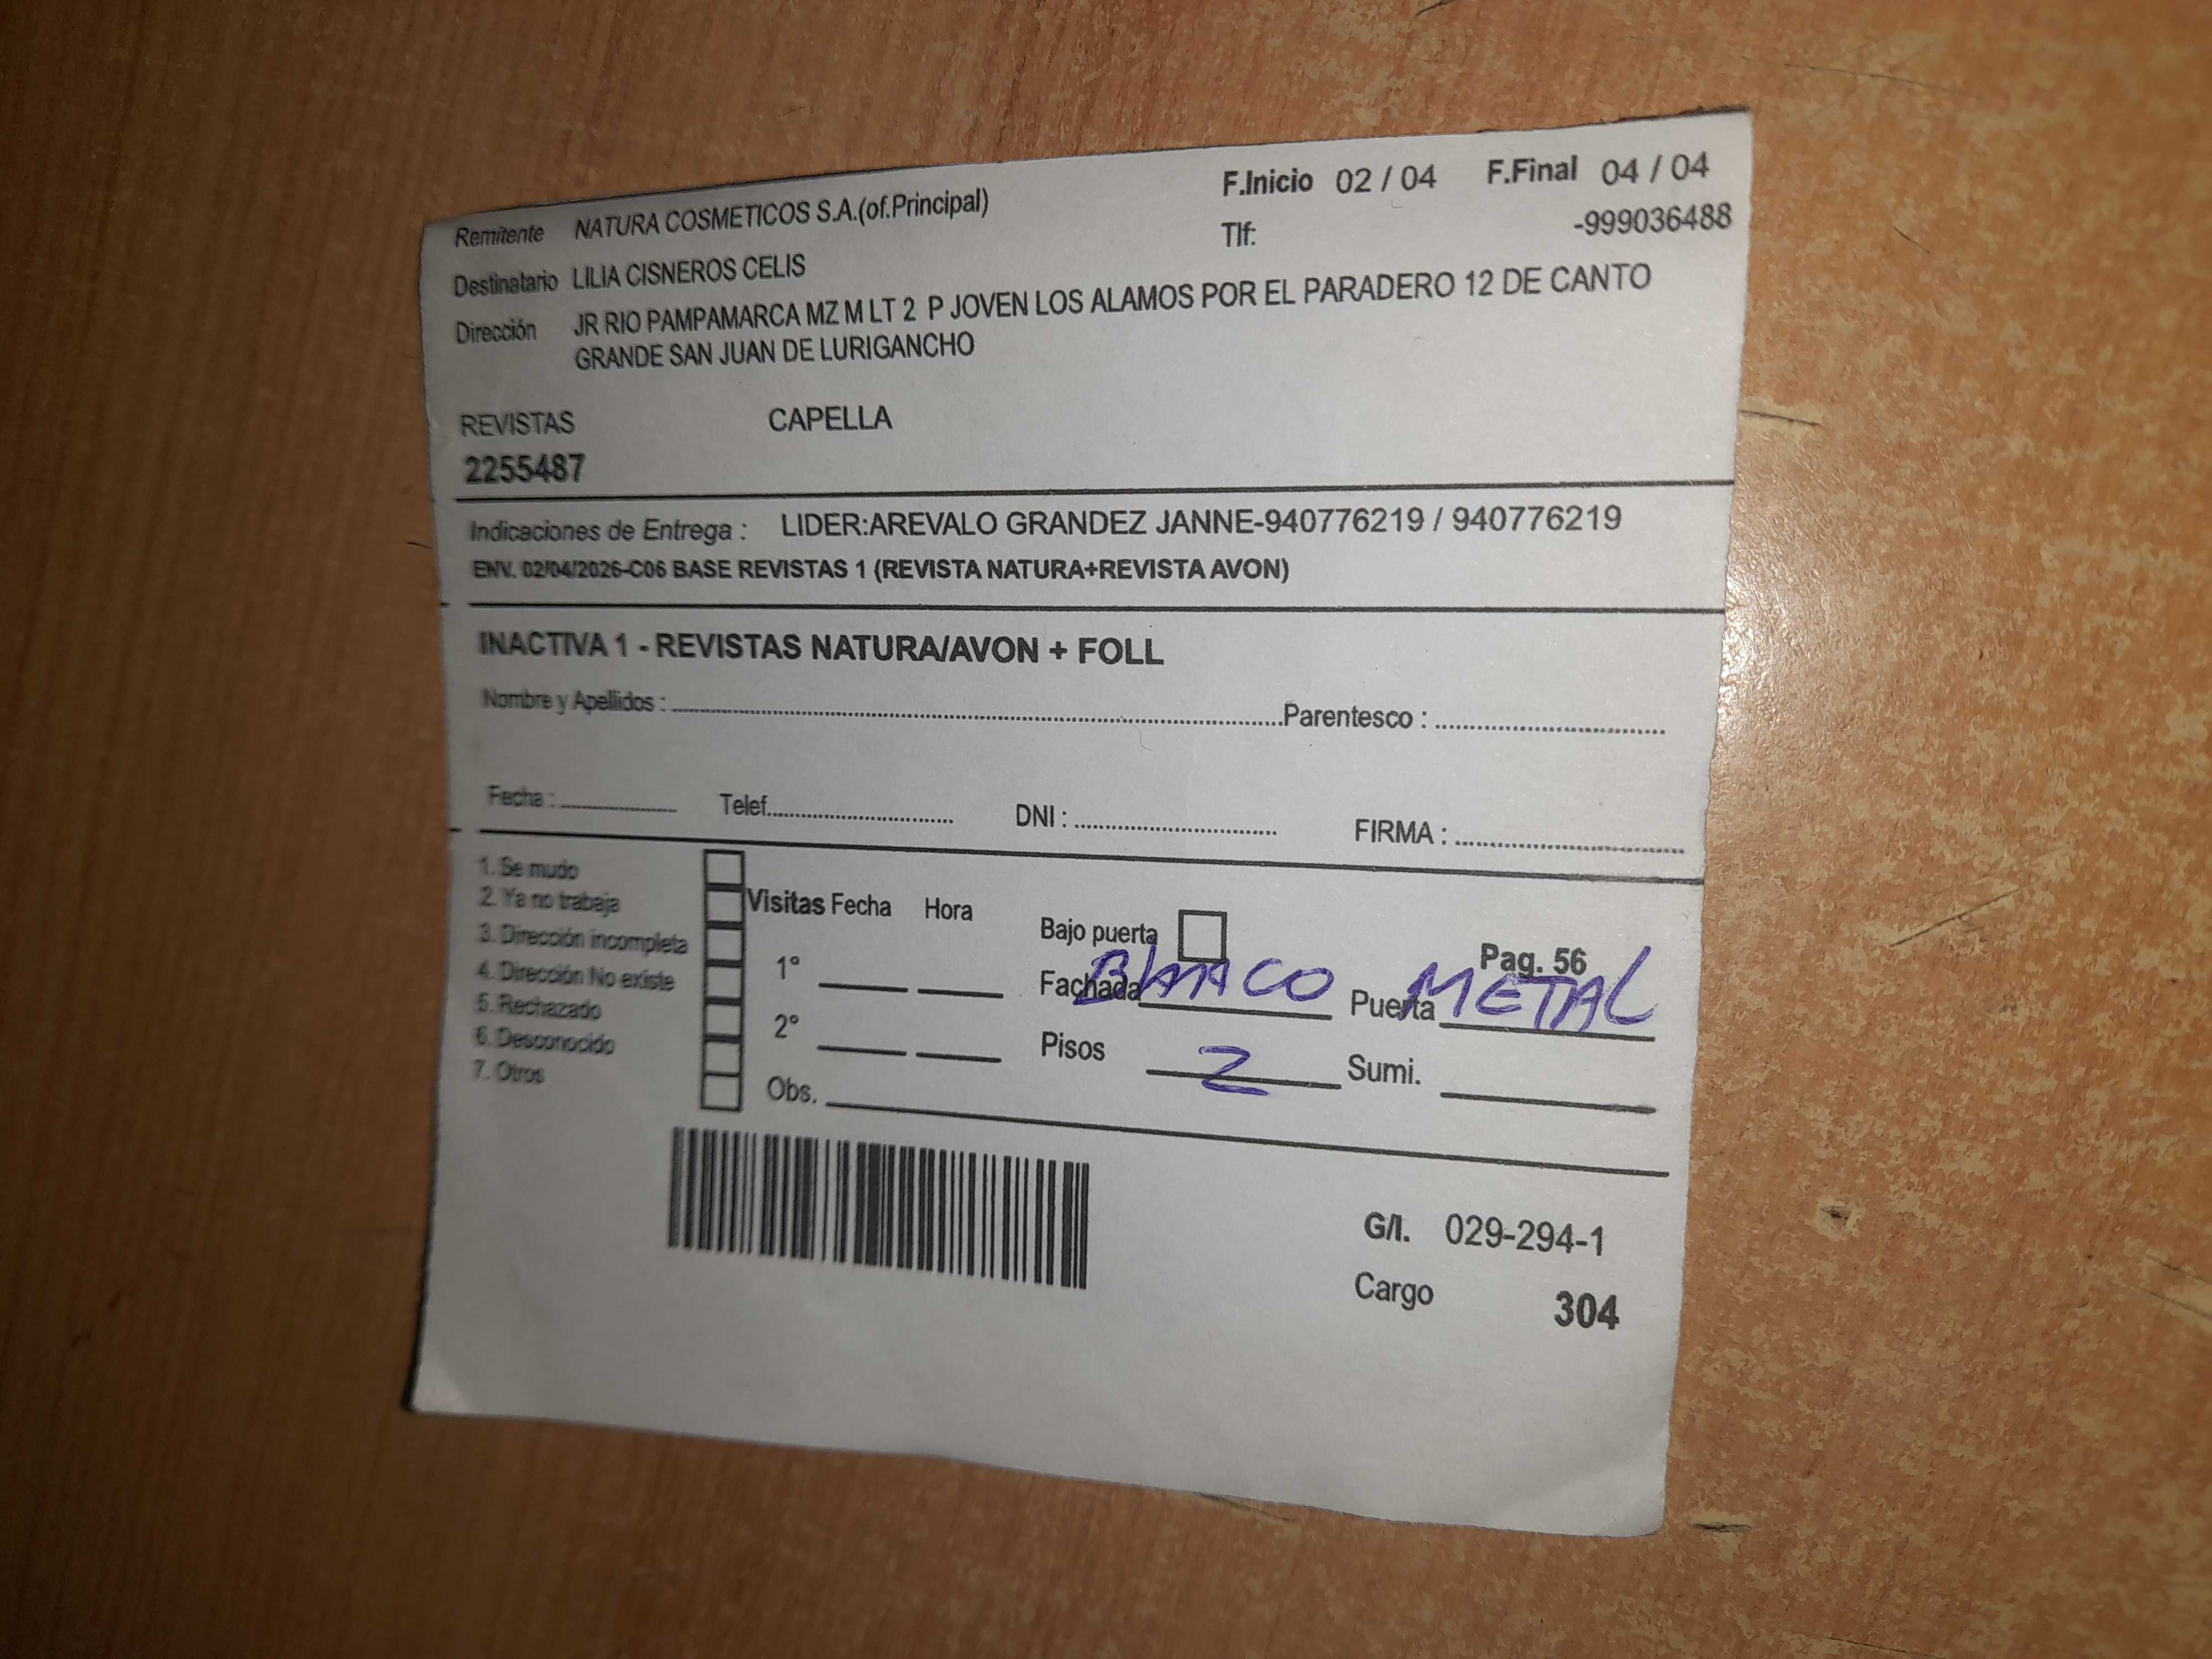 Remitente NATURA COSMETICOS S.A.(of.Principal) F.Inicio 02 / 04 F.Final 04 / 04
Tlf: -999036488
Destinatario LILIA CISNEROS CELIS
Dirección JR RIO PAMPAMARCA MZ M LT 2 P JOVEN LOS ALAMOS POR EL PARADERO 12 DE CANTO
GRANDE SAN JUAN DE LURIGANCHO
REVISTAS CAPELLA
2255487
Indicaciones de Entrega : LIDER:AREVALO GRANDEZ JANNE-940776219 / 940776219
ENV. 02/04/2026-C06 BASE REVISTAS 1 (REVISTA NATURA+REVISTA AVON)
INACTIVA 1 - REVISTAS NATURA/AVON + FOLL
Nombre y Apellidos : Parentesco :
Fecha : Telef. DNI : FIRMA :
1. Se mudo
2. Ya no trabaja
3. Dirección incompleta
4. Dirección No existe
5. Rechazado
6. Desconocido
7. Otros
Visitas Fecha Hora
1°
2°
Obs.
Bajo puerta Pag. 56
Fachada BLANCO Puerta METAL
Pisos 2 Sumi.
G/I. 029-294-1
Cargo 304